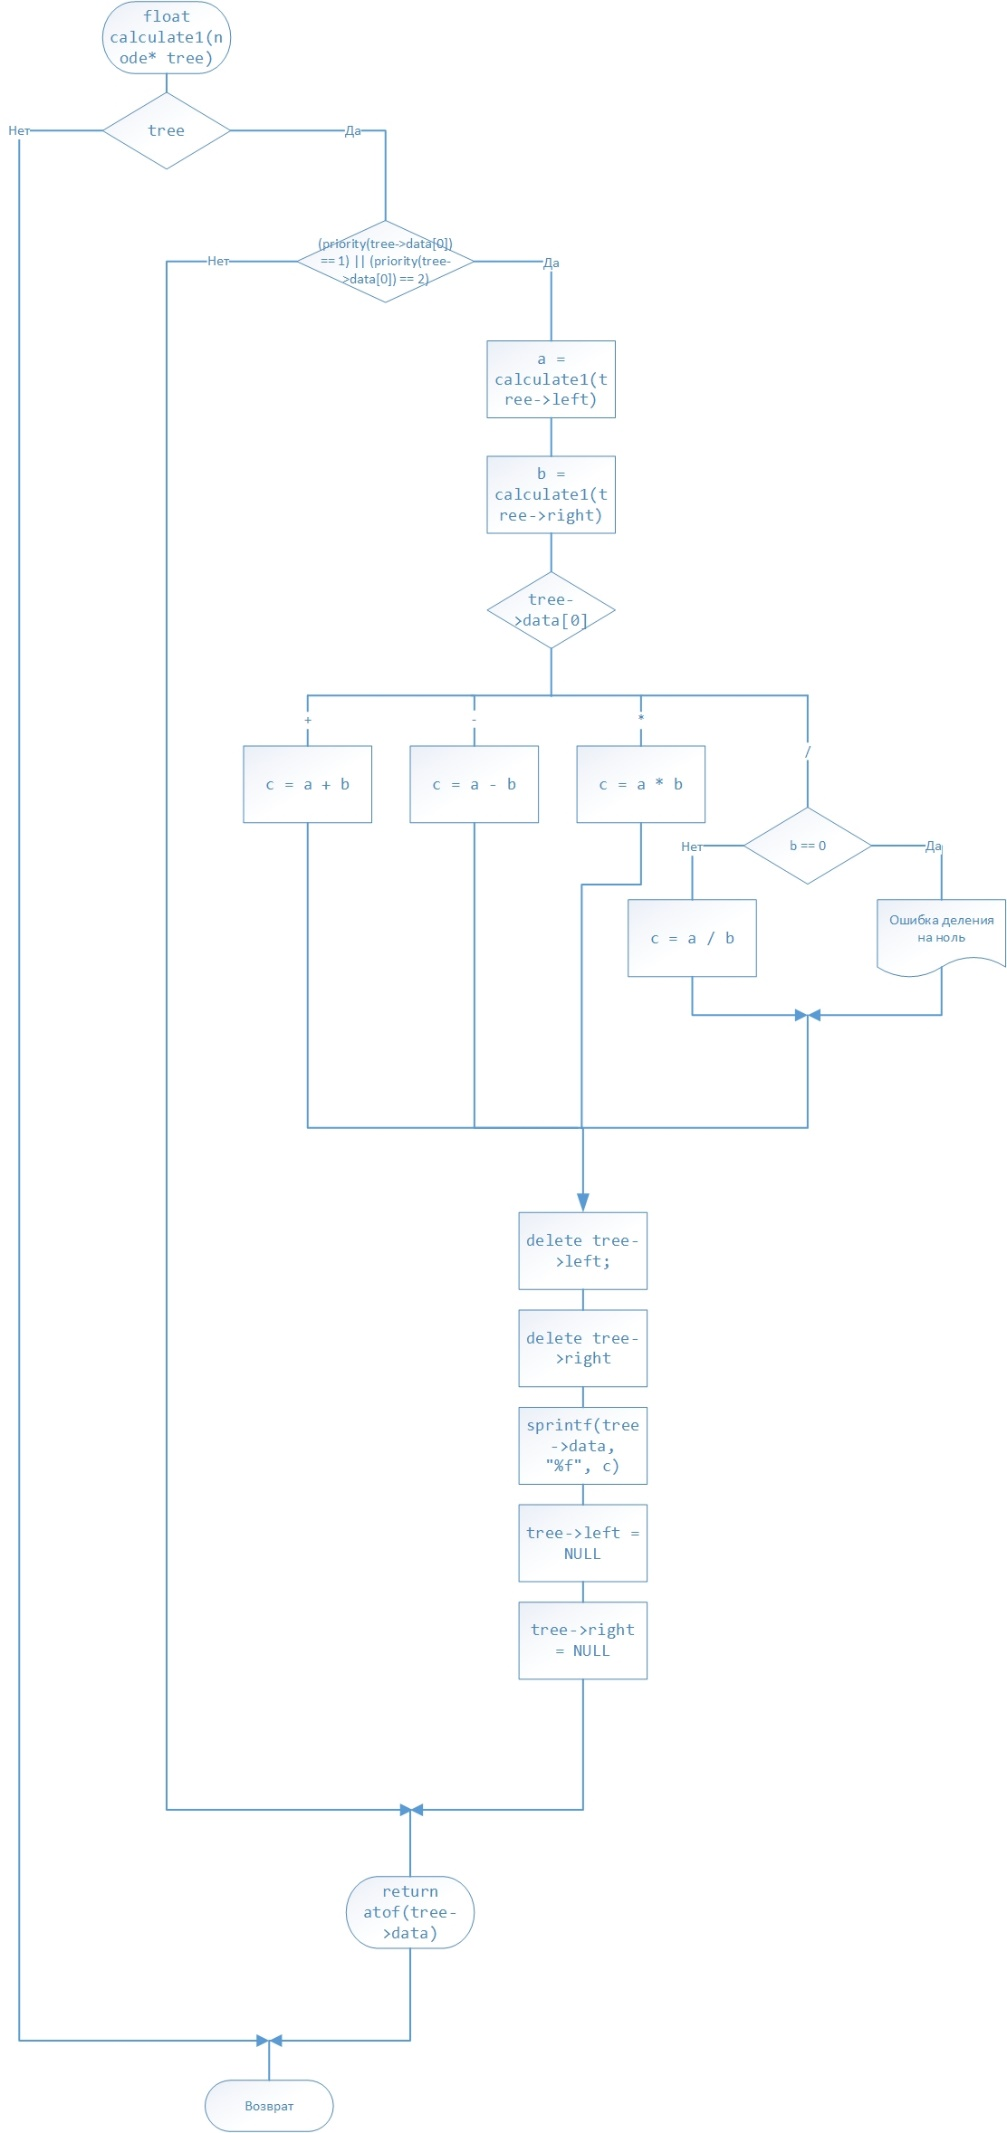 float
calculate1(n
ode* tree)
tree
Нет
Да
(priority(tree->data[0])
== 1) || (priority(tree-
>data[0]) == 2)
Нет
Да
a =
calculate1(t
ree->left)
b =
calculate1(t
ree->right)
tree-
>data[0]
+
-
*
/
c = a + b
c = a - b
c = a * b
b == 0
Нет
Да
c = a / b
Ошибка деления
на ноль
delete tree-
>left;
delete tree-
>right
sprintf(tree
->data,
"%f", c)
tree->left =
NULL
tree->right
= NULL
return
atof(tree-
>data)
Возврат